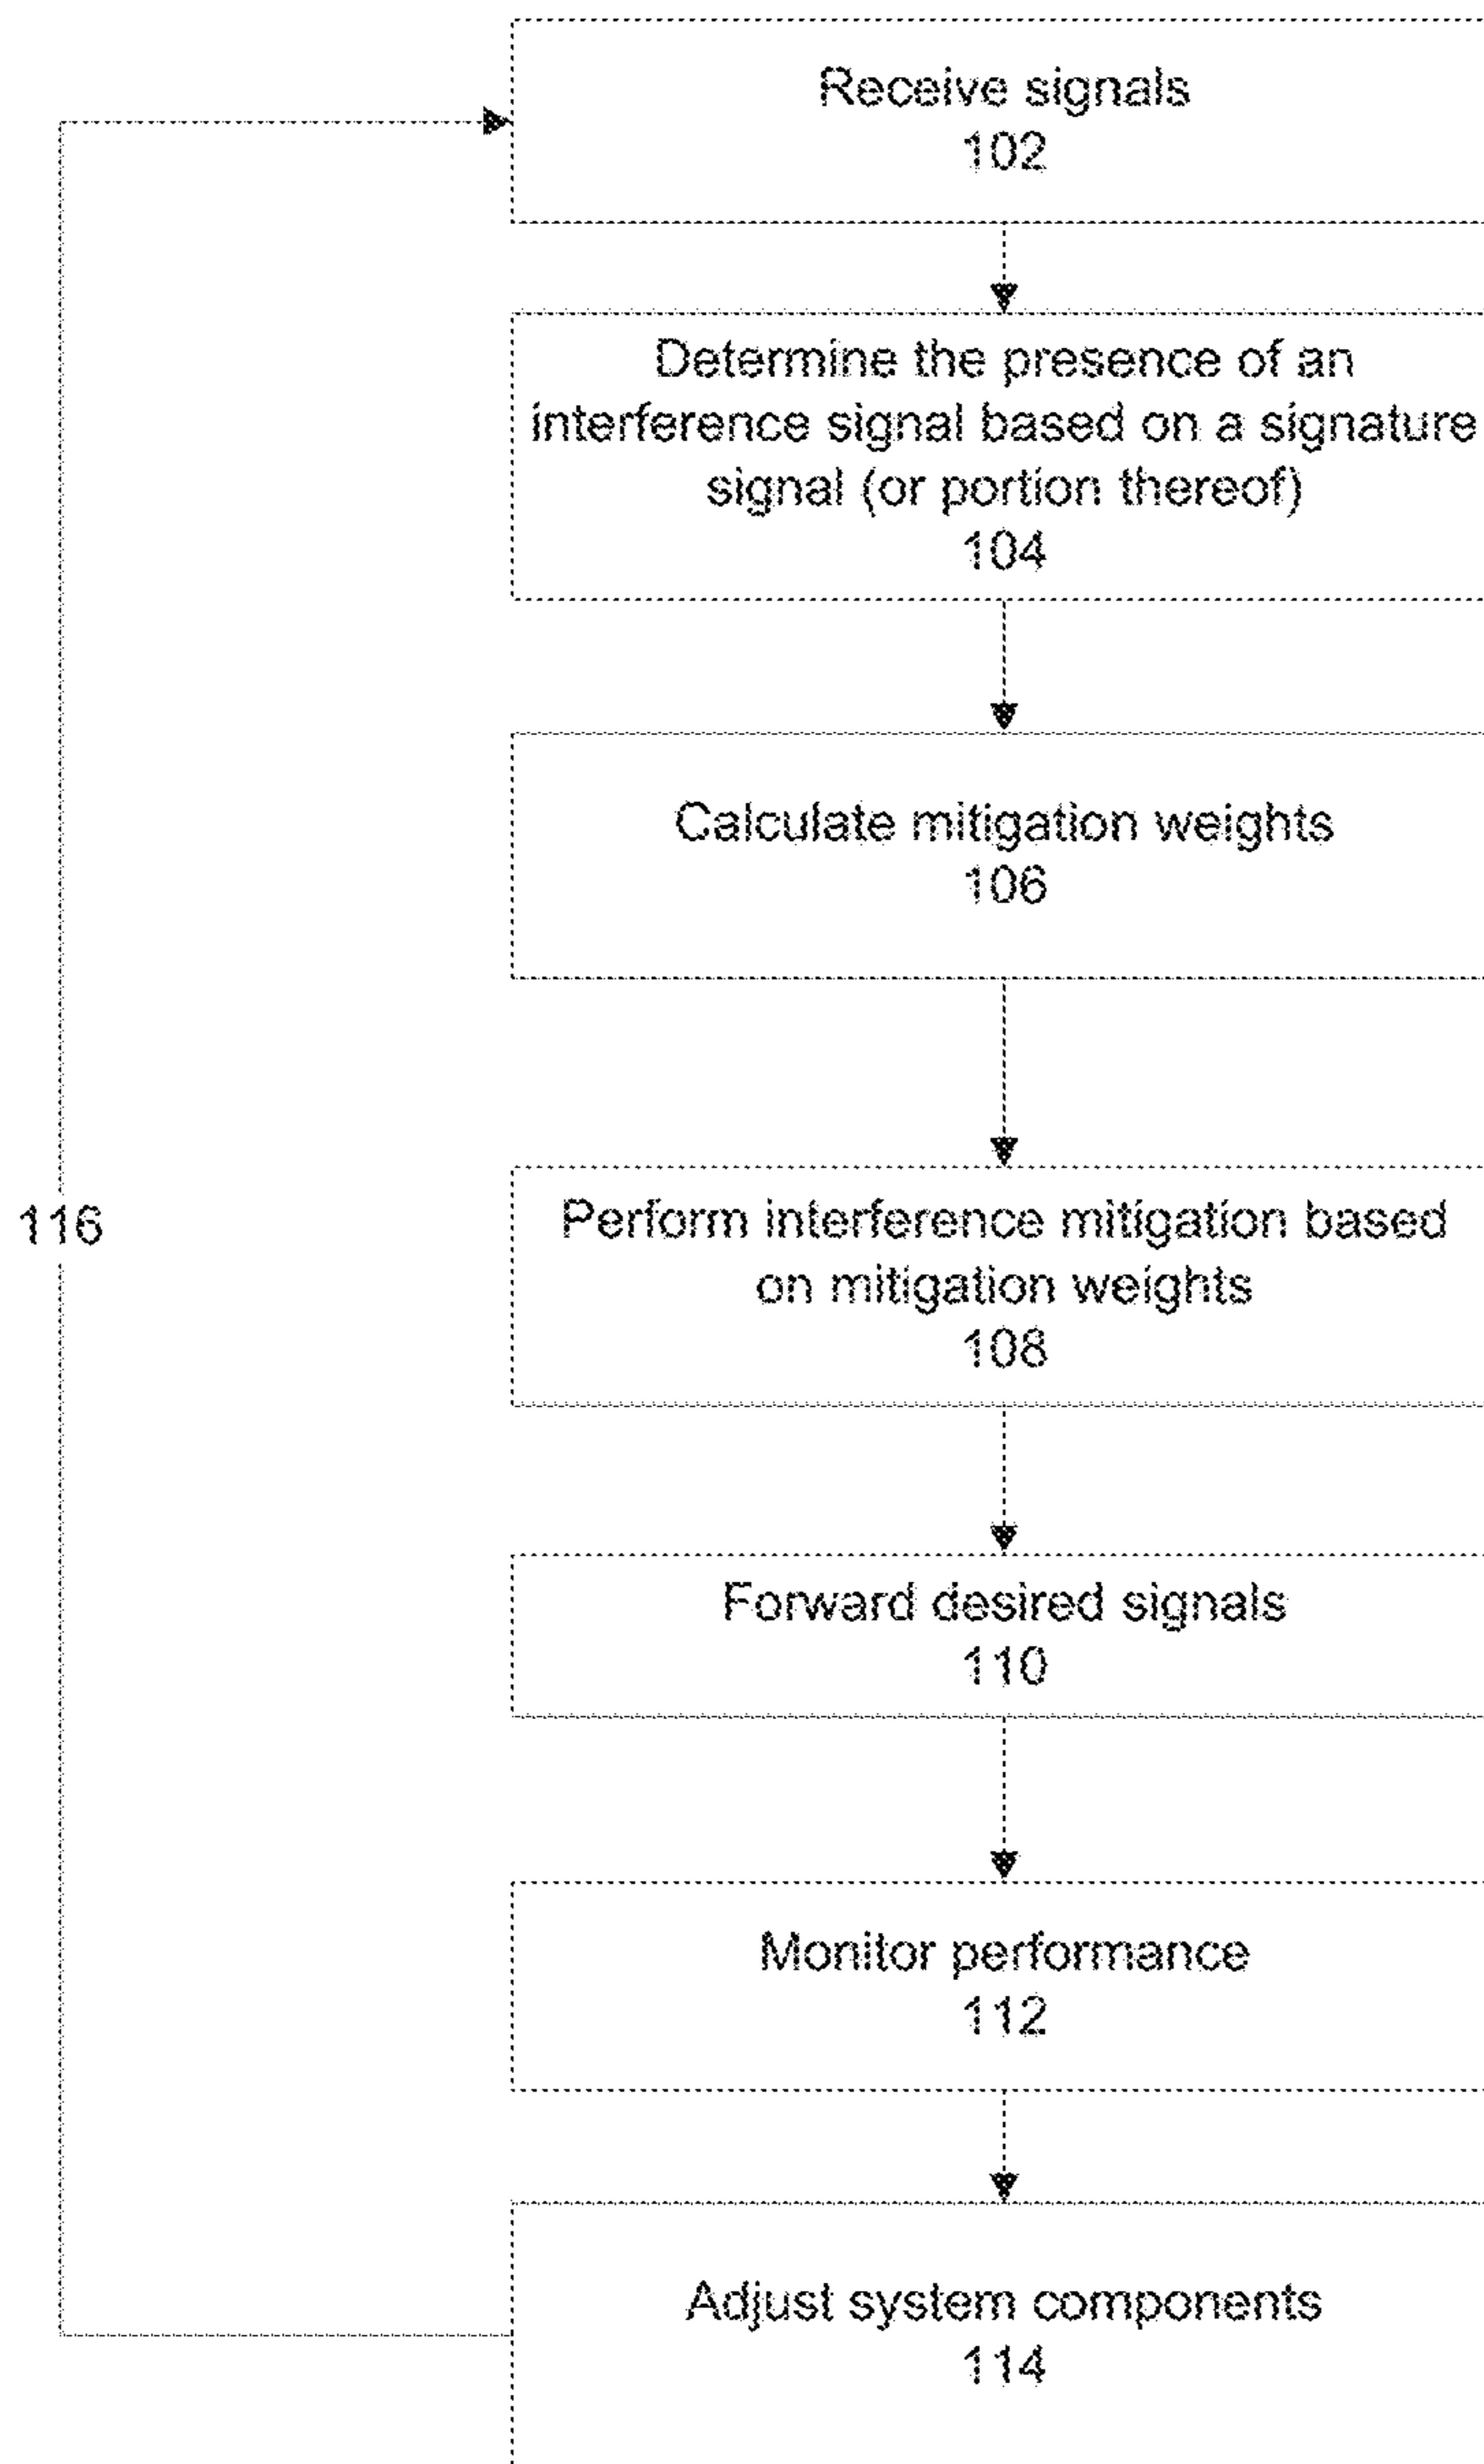 Receive signals
102
Determine the presence of an
interference signal based on a signature
signal (or portion thereof)
104
Calculate mitigation weights
106
Perform interference mitigation based
on mitigation weights
108
116
Forward desired signals
110
Monitor performance
112
Adjust system components
114